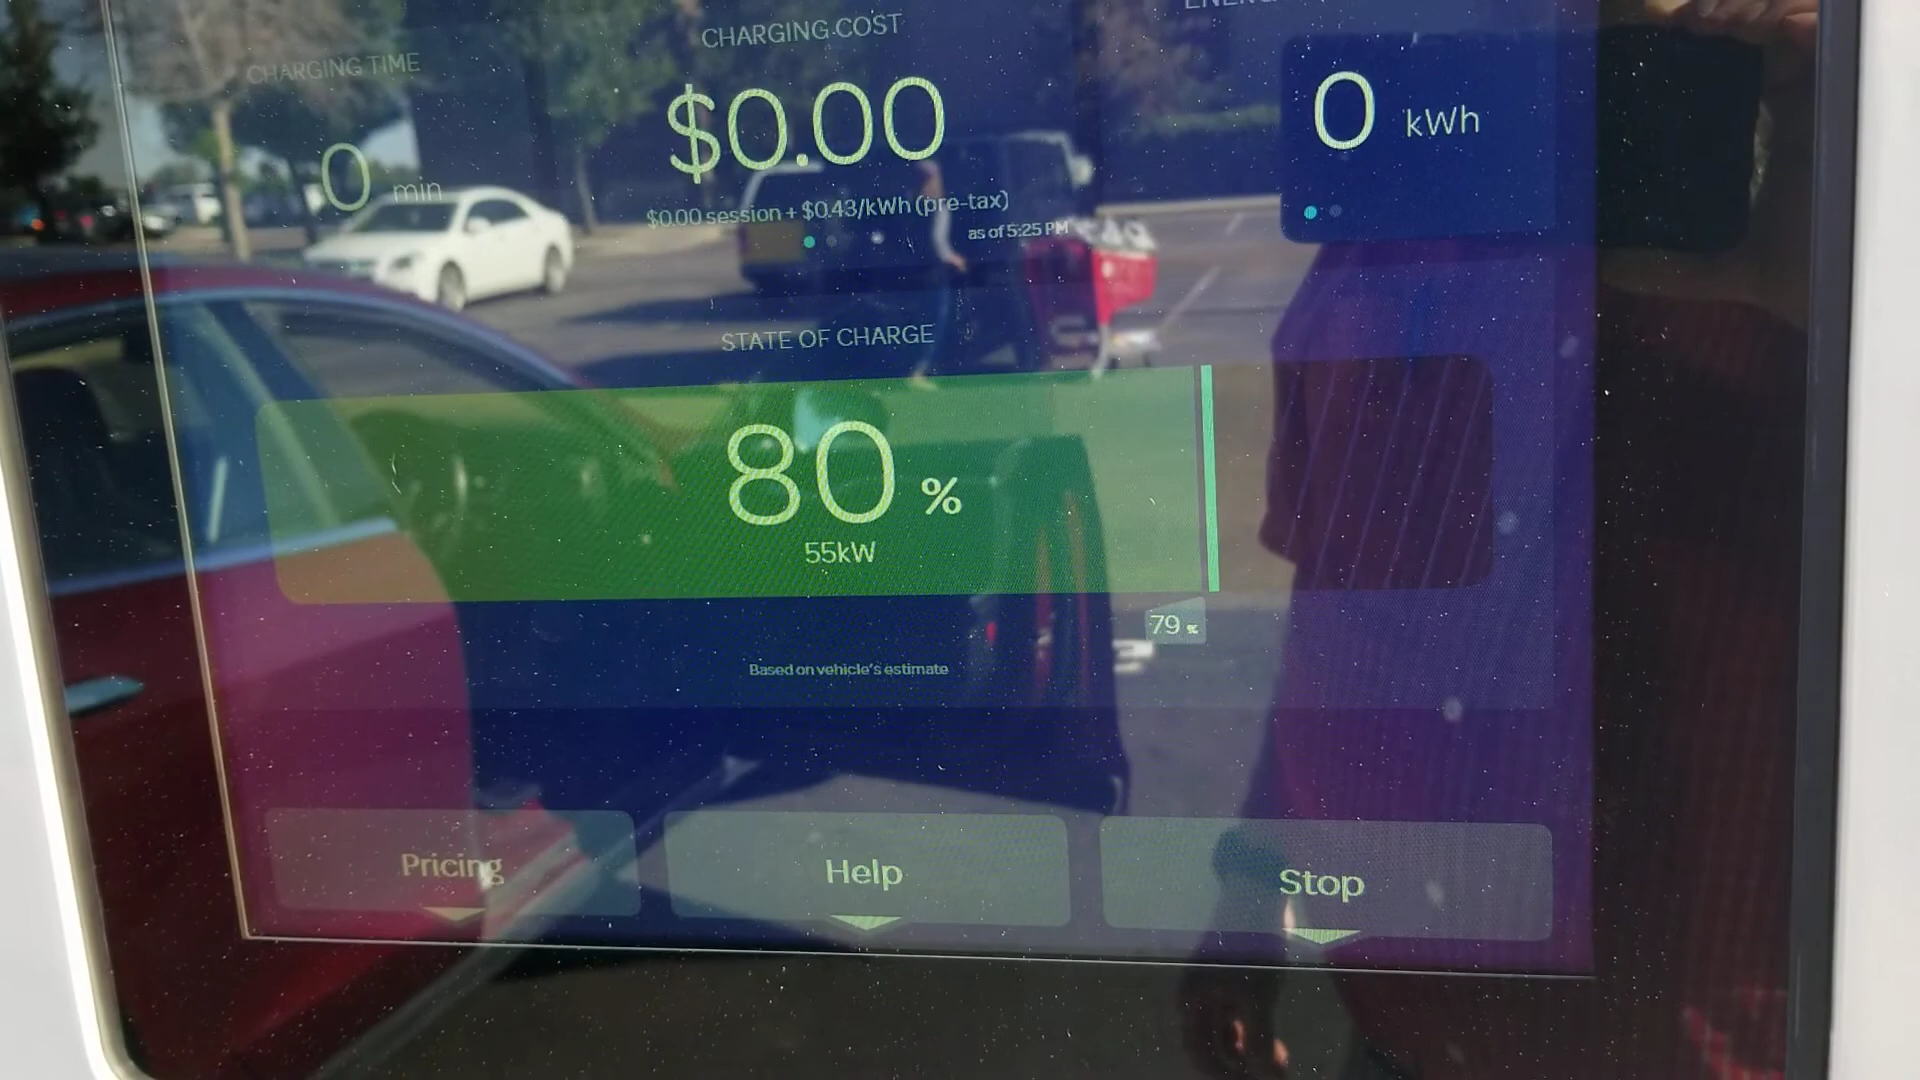 CHARGING TIME
0 min
CHARGING COST
$0.00
$0.00 session + $0.43/kWh (pre-tax)
as of 5:25 PM
0 kWh
STATE OF CHARGE
80 %
55kW
79 %
Based on vehicle's estimate
Pricing
Help
Stop